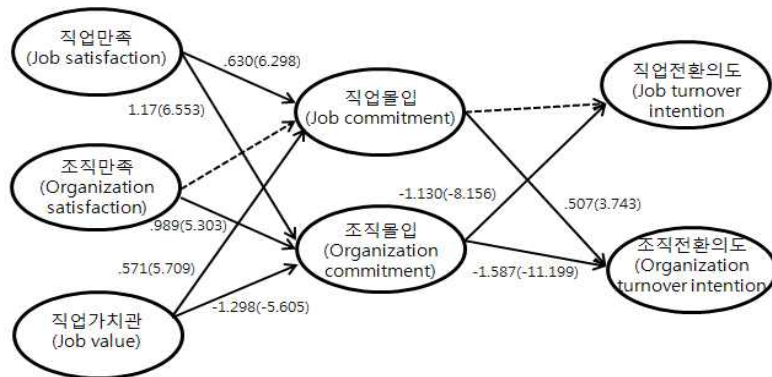 직업만족
(Job satisfaction)
.630(6.298)
1.17(6.553)
직업몰입
(Job commitment)
직업전환의도
(Job turnover
intention
조직만족
(Organization
satisfaction)
.989(5.303)
.571(5.709)
-1.130(-8.156)
.507(3.743)
조직몰입
(Organization
commitment)
-1.587(-11.199)
조직전환의도
(Organization
turnover intention
직업가치관
(Job value)
-1.298(-5.605)